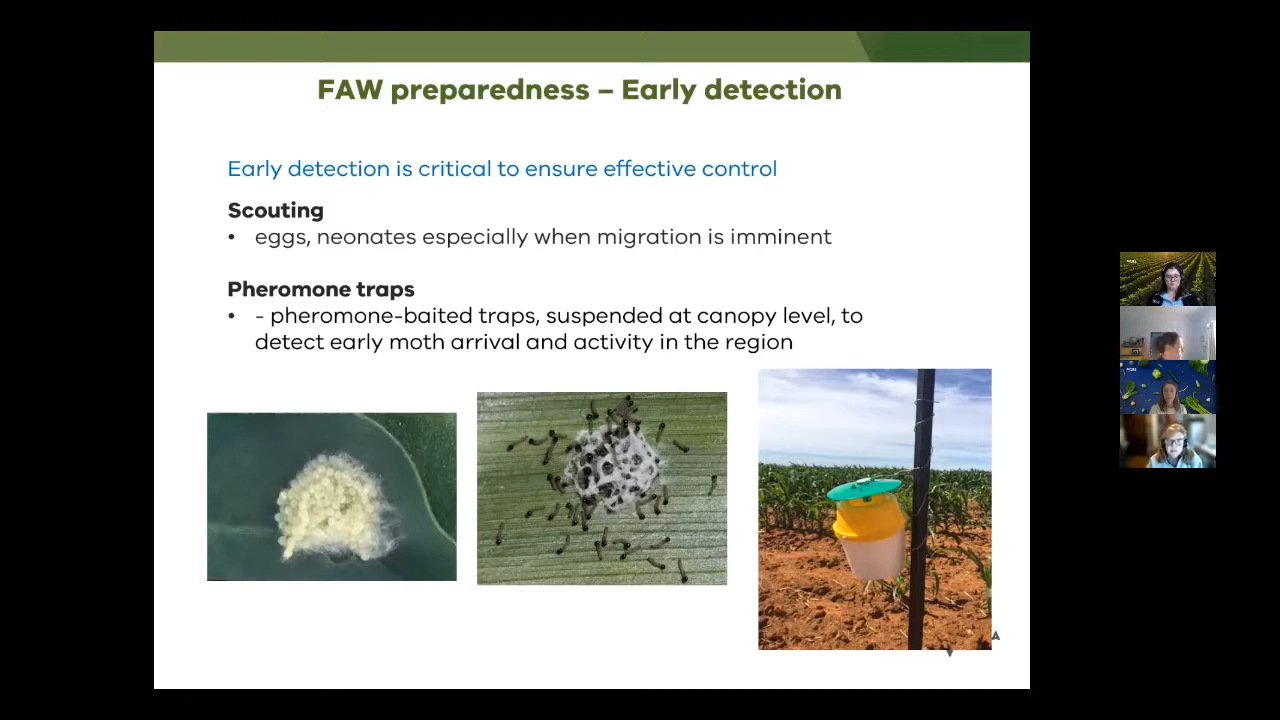 FAW preparedness – Early detection
Early detection is critical to ensure effective control
Scouting
• eggs, neonates especially when migration is imminent
Pheromone traps
• - pheromone-baited traps, suspended at canopy level, to
detect early moth arrival and activity in the region